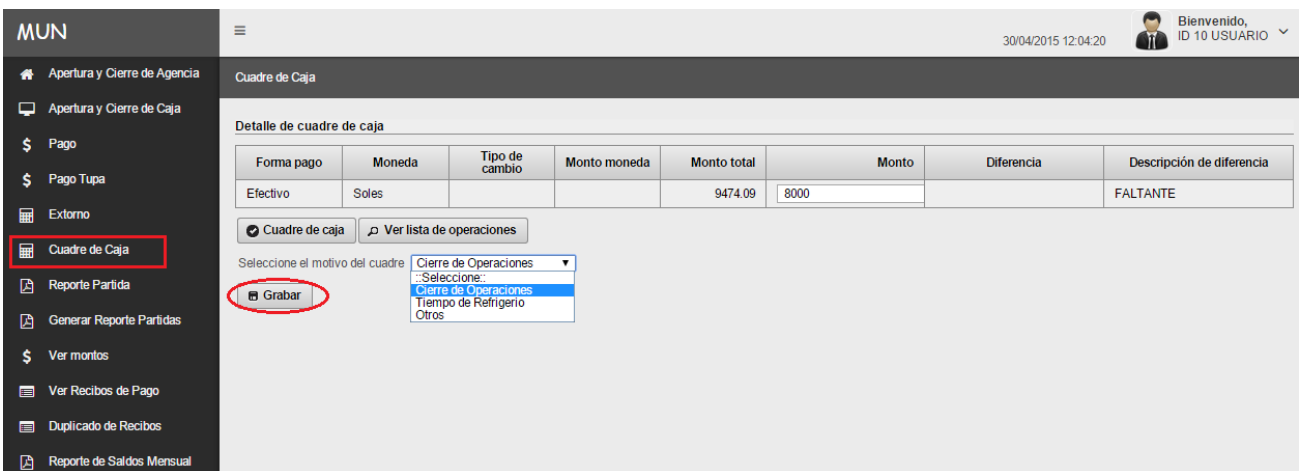 MUN
30/04/2015 12:04:20
Bienvenido,
ID 10 USUARIO
Apertura y Cierre de Agencia
Apertura y Cierre de Caja
Pago
Pago Tupa
Extorno
Cuadre de Caja
Reporte Partida
Generar Reporte Partidas
Ver montos
Ver Recibos de Pago
Duplicado de Recibos
Reporte de Saldos Mensual
Cuadre de Caja
Detalle de cuadre de caja
Forma pago Moneda Tipo de cambio Monto moneda Monto total Monto Diferencia Descripción de diferencia
Efectivo Soles 9474.09 8000 FALTANTE
Cuadre de caja Ver lista de operaciones
Seleccione el motivo del cuadre Cierre de Operaciones
::Seleccione::
Cierre de Operaciones
Tiempo de Refrigerio
Otros
Grabar